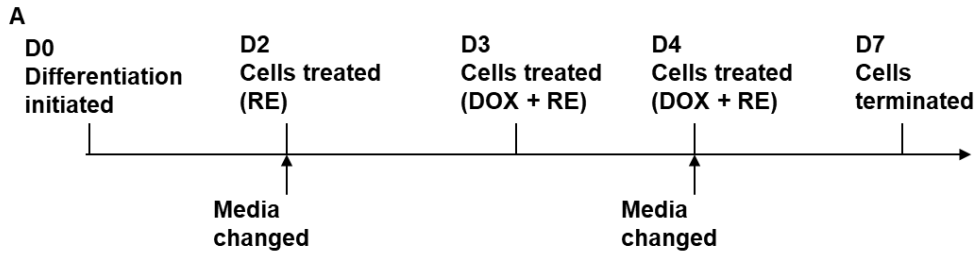 A
D0
Differentiation
initiated
D2
Cells treated
(RE)
D3
Cells treated
(DOX + RE)
D4
Cells treated
(DOX + RE)
D7
Cells
terminated
Media
changed
Media
changed